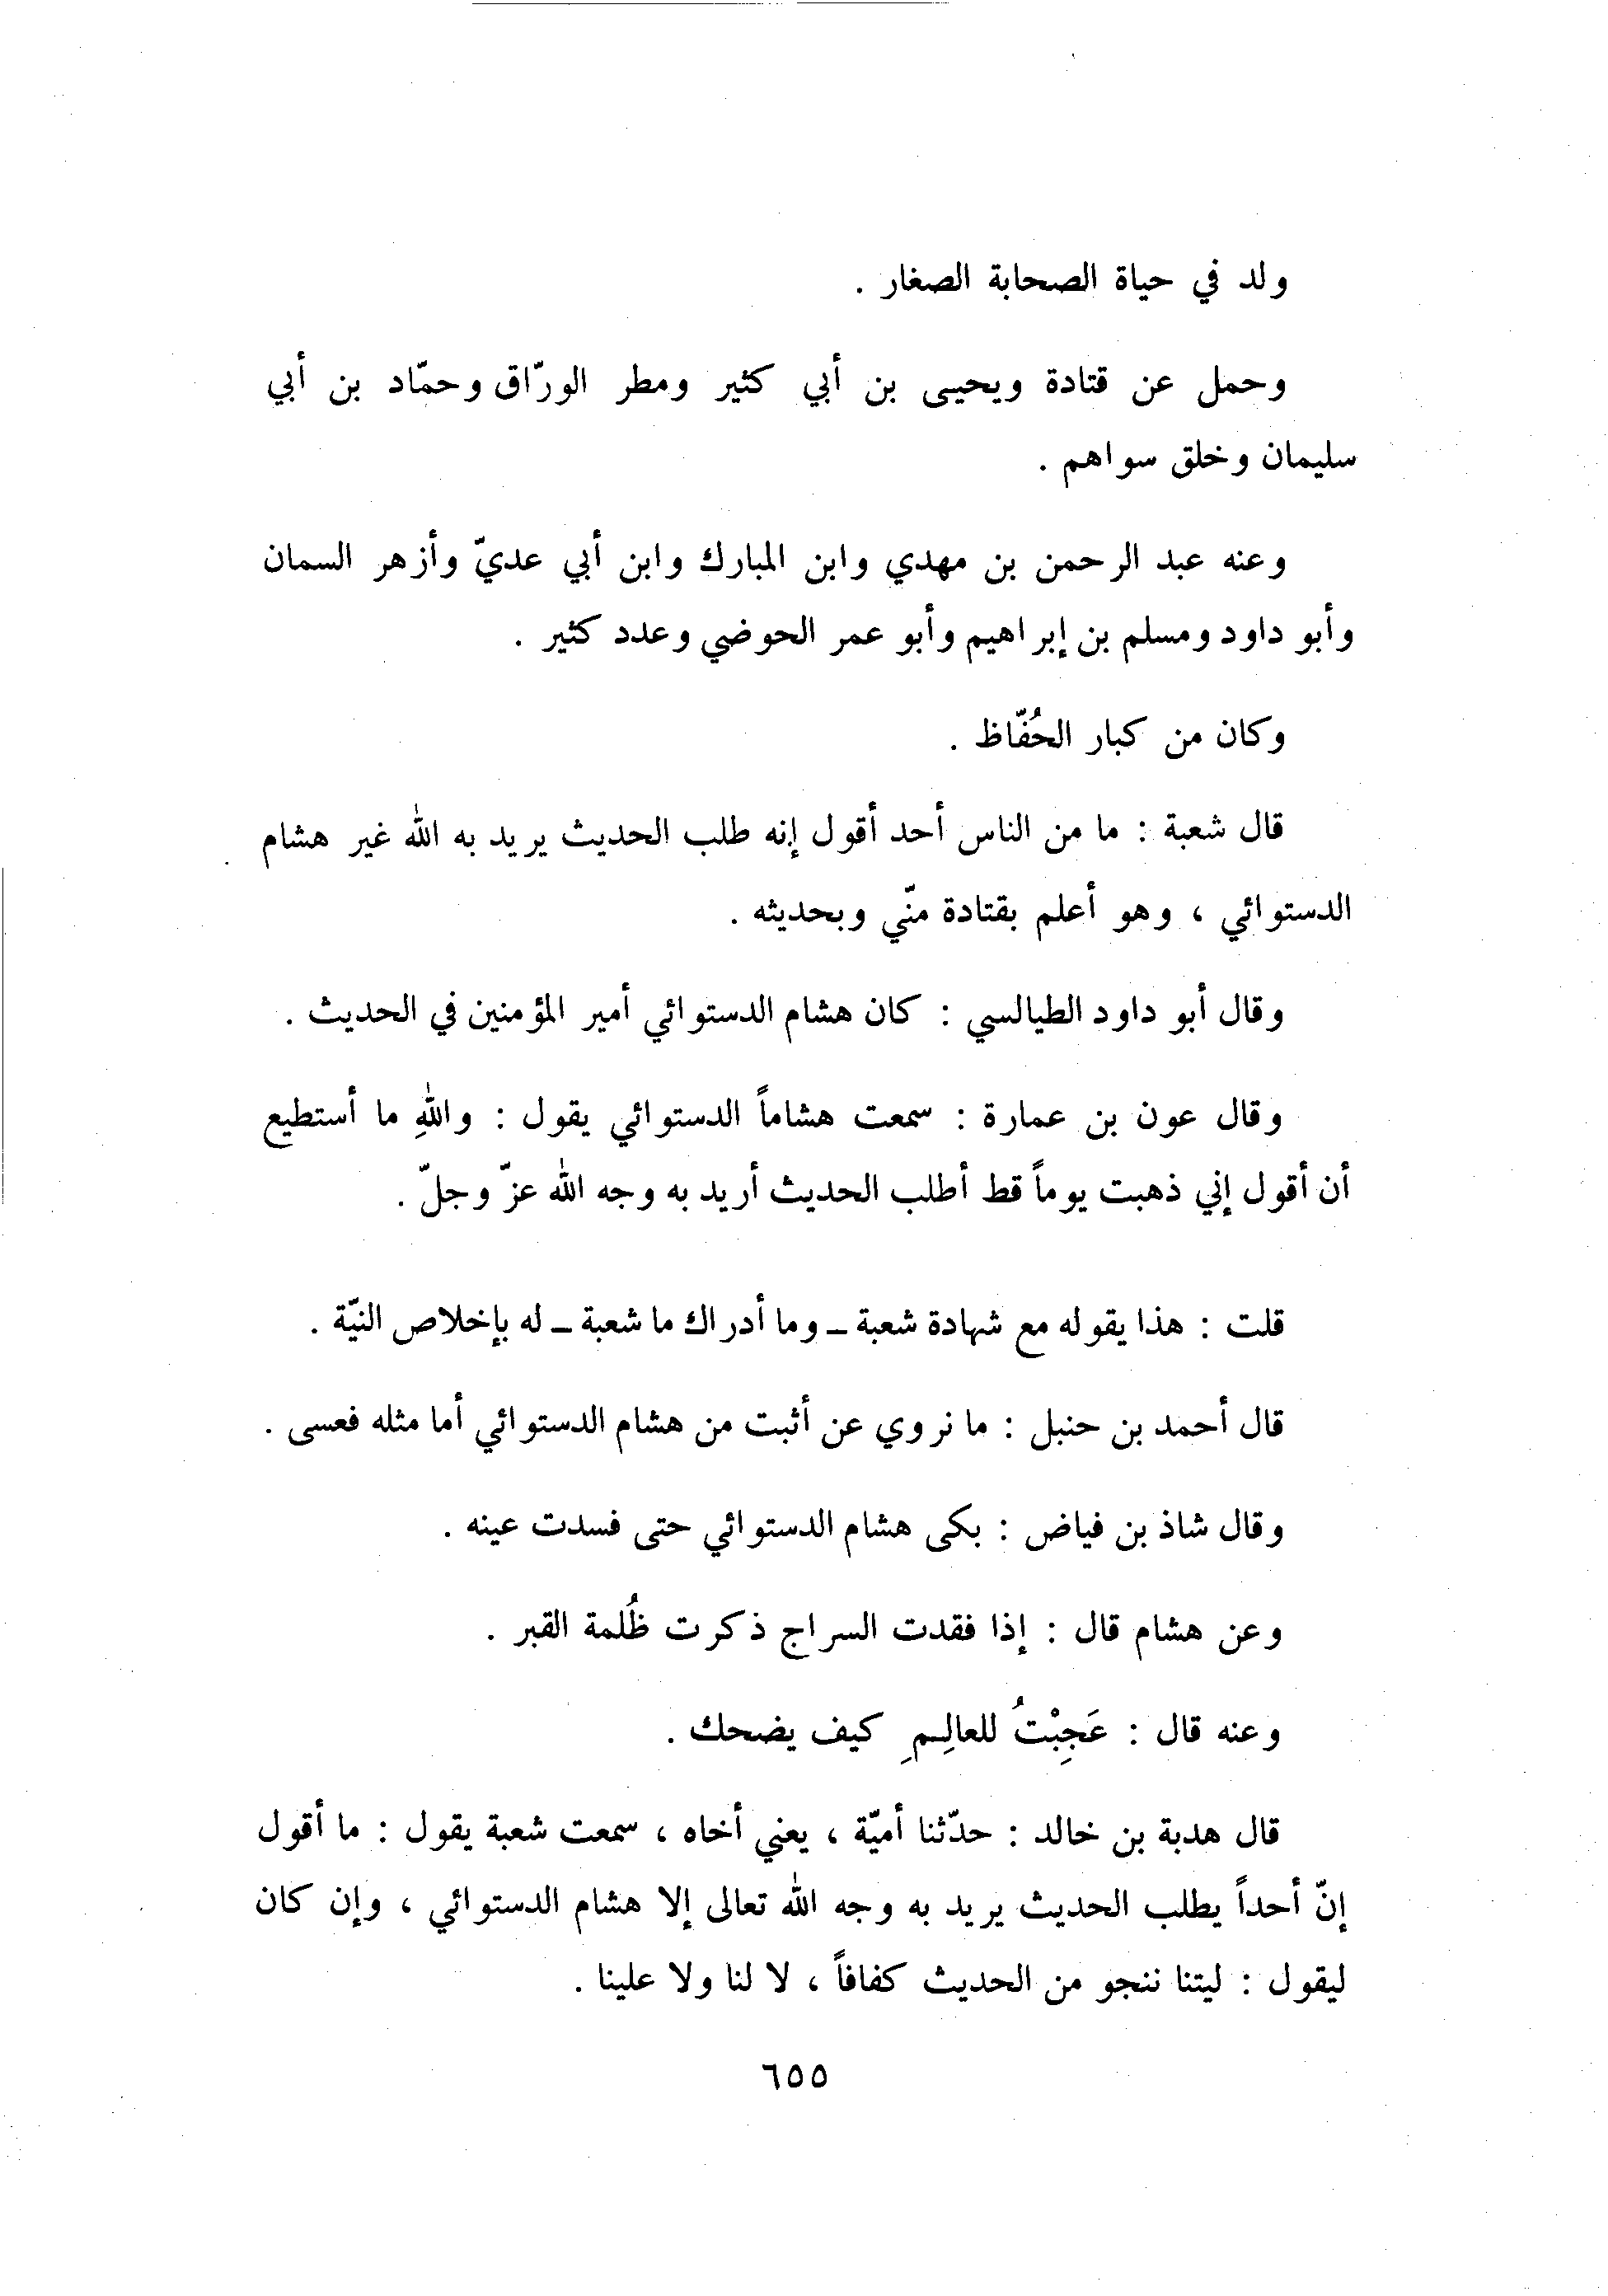 ولد في حياة الصحابة الصغار .
وحمل عن قتادة ويحيى بن أبي كثير ومطر الورّاق وحمّاد بن أبي
سليمان وخلق سواهم .
وعنه عبد الرحمن بن مهدي وابن المبارك وابن أبي عديّ وأزهر السمان
وأبو داود ومسلم بن إبراهيم وأبو عمر الحوضي وعدد كثير .
وكان من كبار الحُفّاظ .
قال شعبة : ما من الناس أحد أقول إنه طلب الحديث يريد به الله غير هشام
الدستوائي ، وهو أعلم بقتادة منّي وبحديثه .
وقال أبو داود الطيالسي : كان هشام الدستوائي أمير المؤمنين في الحديث .
وقال عون بن عمارة : سمعت هشاماً الدستوائي يقول : واللهِ ما أستطيع
أن أقول إني ذهبت يوماً قط أطلب الحديث أريد به وجه الله عزّ وجلّ .
قلت : هذا يقوله مع شهادة شعبة ـ وما أدراك ما شعبة ـ له بإخلاص النيّة .
قال أحمد بن حنبل : ما نروي عن أثبت من هشام الدستوائي أما مثله فعسى .
وقال شاذ بن فياض : بكى هشام الدستوائي حتى فسدت عينه .
وعن هشام قال : إذا فقدت السراج ذكرت ظُلمة القبر .
وعنه قال : عَجِبْتُ للعالِمِ كيف يضحك .
قال هدبة بن خالد : حدّثنا أميّة ، يعني أخاه ، سمعت شعبة يقول : ما أقول
إنّ أحداً يطلب الحديث يريد به وجه الله تعالى إلا هشام الدستوائي ، وإن كان
ليقول : ليتنا ننجو من الحديث كفافاً ، لا لنا ولا علينا .
٦٥٥